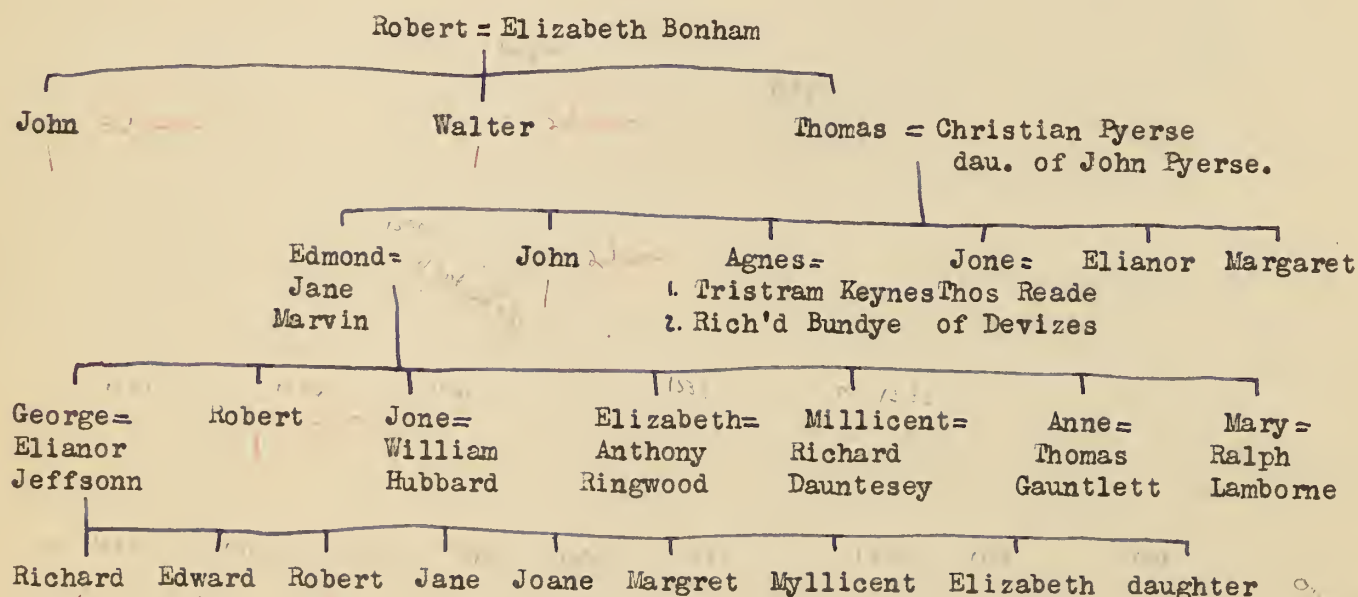 Robert = Elizabeth Bonham
John Walter Thomas = Christian Pyerse
dau. of John Pyerse.
Edmond= John Agnes= Jone= Elianor Margaret
Jane 1. Tristram Keynes Thos Reade
Marvin 2. Rich'd Bundye of Devizes
George= Robert Jone= Elizabeth= Millicent= Anne= Mary=
Elianor William Anthony Richard Thomas Ralph
Jeffsonn Hubbard Ringwood Dauntesey Gauntlett Lamborne
Richard Edward Robert Jane Joane Margret Myllicent Elizabeth daughter